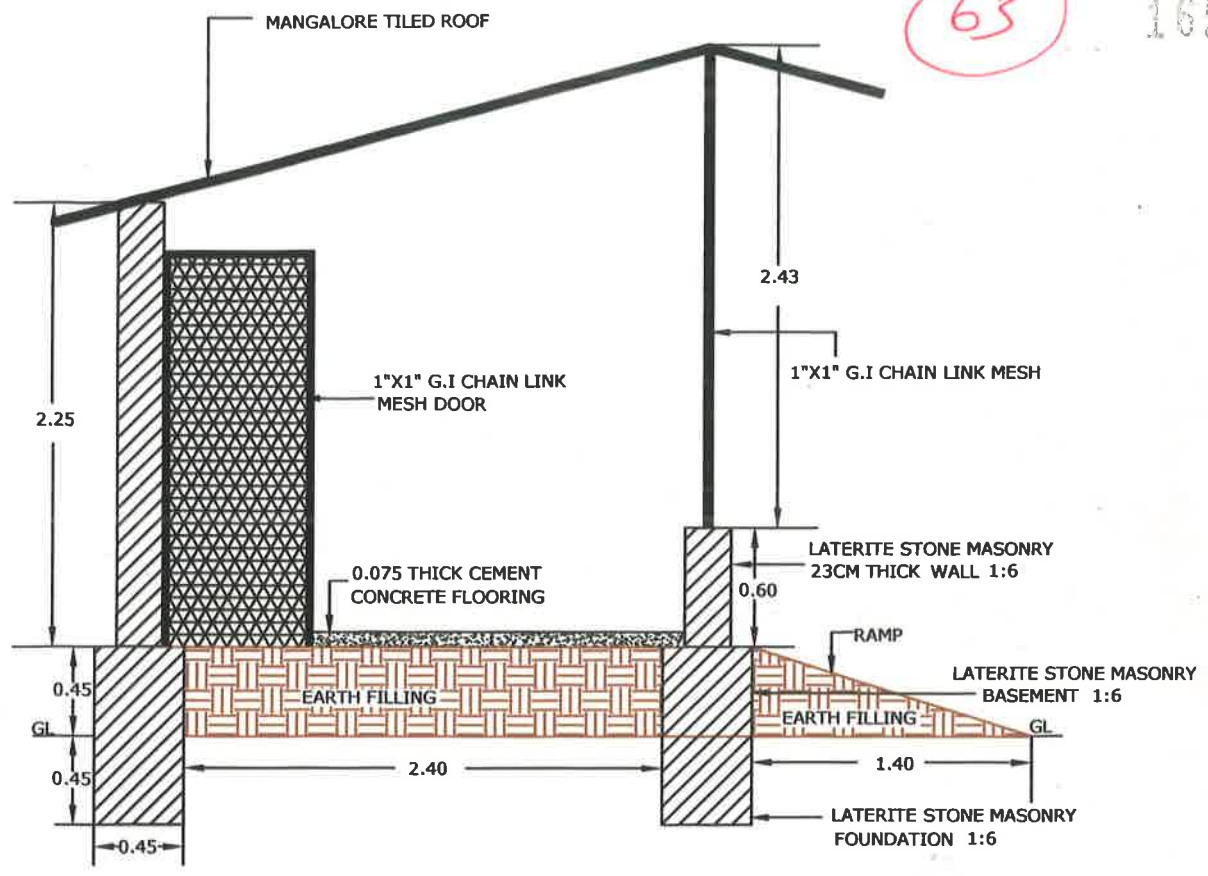 MANGALORE TILED ROOF
63
2.43
1"X1" G.I CHAIN LINK MESH
1"X1" G.I CHAIN LINK
MESH DOOR
2.25
0.075 THICK CEMENT
CONCRETE FLOORING
LATERITE STONE MASONRY
23CM THICK WALL 1:6
0.60
RAMP
LATERITE STONE MASONRY
BASEMENT 1:6
0.45
EARTH FILLING
EARTH FILLING
GL
GL
0.45
2.40
1.40
LATERITE STONE MASONRY
FOUNDATION 1:6
0.45